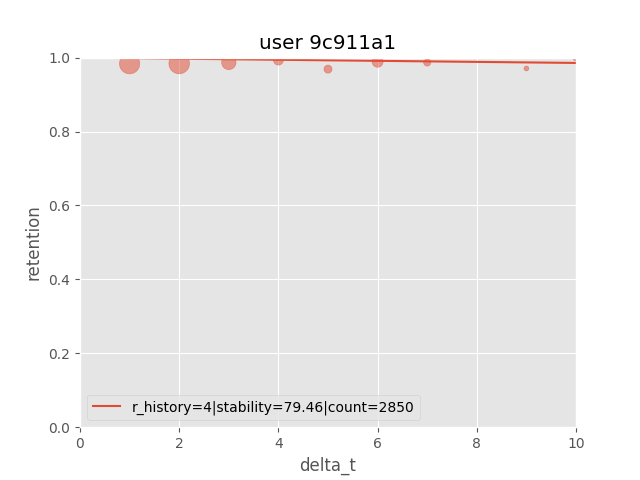 user 9c911a1
1.0
0.8
0.6
0.4
0.2
0.0
retention
r_history=4|stability=79.46|count=2850
0 2 4 6 8 10
delta_t